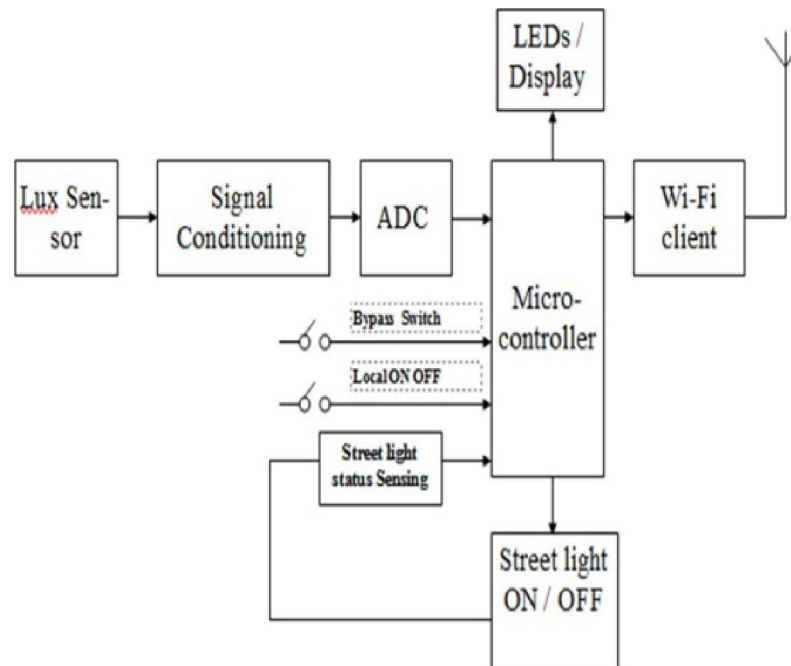 LEDs /
Display
Lux Sen-
sor
Signal
Conditioning
ADC
Micro-
controller
Wi-Fi
client
Bypass Switch
Local ON OFF
Street light
status Sensing
Street light
ON / OFF